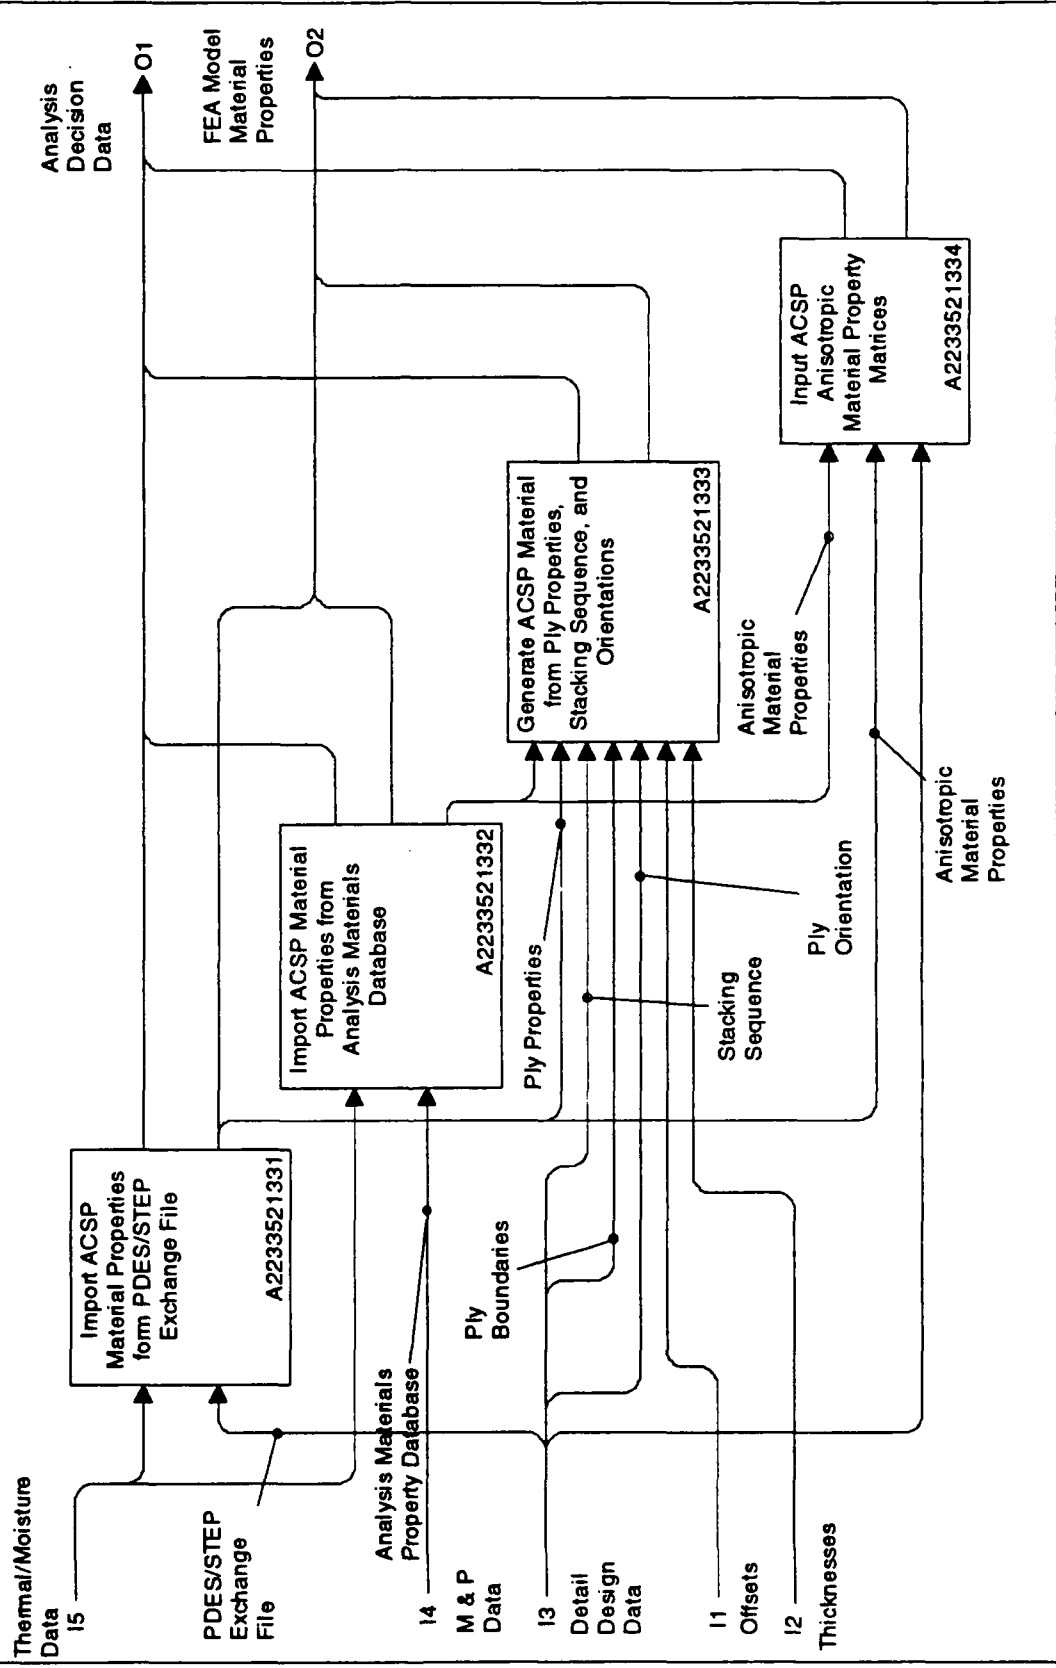 Thermal/Moisture
Data
I5
PDES/STEP
Exchange
File
Analysis Materials
Property Database
I4
M & P
Data
I3
Detail
Design
Data
I1
Offsets
I2
Thicknesses
Import ACSP
Material Properties
form PDES/STEP
Exchange File
A2233521331
Ply
Boundaries
Import ACSP Material
Properties from
Analysis Materials
Database
A2233521332
Ply Properties
Stacking
Sequence
Ply
Orientation
Generate ACSP Material
from Ply Properties,
Stacking Sequence, and
Orientations
A2233521333
Anisotropic
Material
Properties
Anisotropic
Material
Properties
Input ACSP
Anisotropic
Material Property
Matrices
A2233521334
Analysis
Decision
Data
O1
FEA Model
Material
Properties
O2